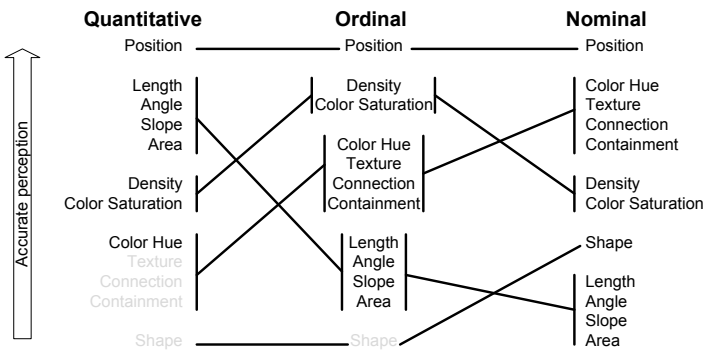 Quantitative Ordinal Nominal
Position Position Position
Length
Angle
Slope
Area
Density
Color Saturation
Color Hue
Texture
Connection
Containment
Shape
Density
Color Saturation
Color Hue
Texture
Connection
Containment
Length
Angle
Slope
Area
Shape
Color Hue
Texture
Connection
Containment
Density
Color Saturation
Shape
Length
Angle
Slope
Area
Accurate perception